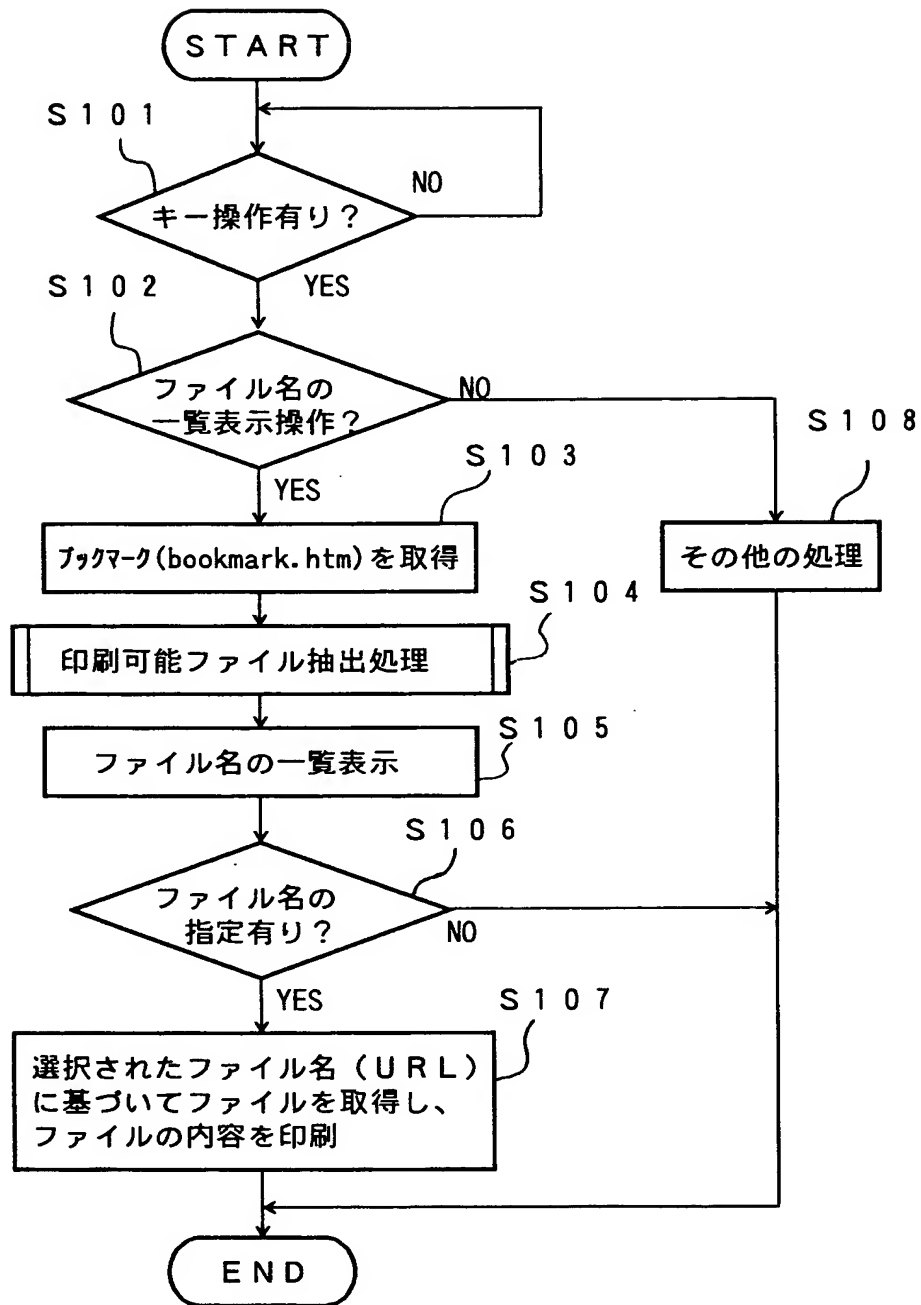 START
S101
NO
キー操作有り？
S102
YES
ファイル名の
一覧表示操作？
NO
S108
S103
YES
ﾌﾞｯｸﾏｰｸ(bookmark.htm)を取得
その他の処理
S104
印刷可能ファイル抽出処理
S105
ファイル名の一覧表示
S106
ファイル名の
指定有り？
NO
YES
S107
選択されたファイル名（ＵＲＬ）
に基づいてファイルを取得し、
ファイルの内容を印刷
END